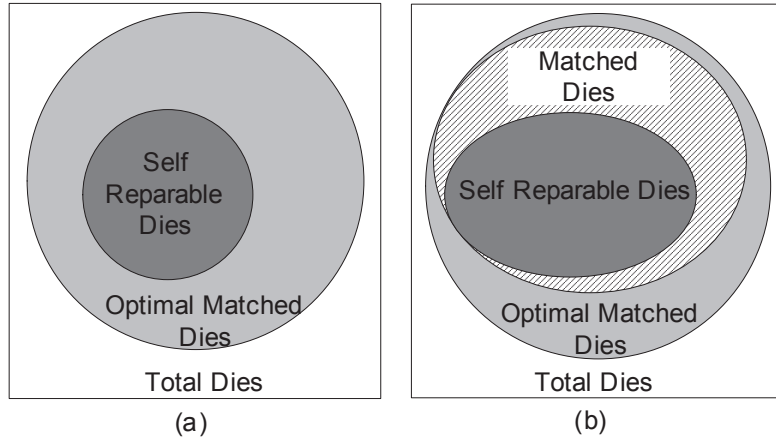 Self
Reparable
Dies
Optimal Matched
Dies
Total Dies
(a)
Matched
Dies
Self Reparable Dies
Optimal Matched
Dies
Total Dies
(b)